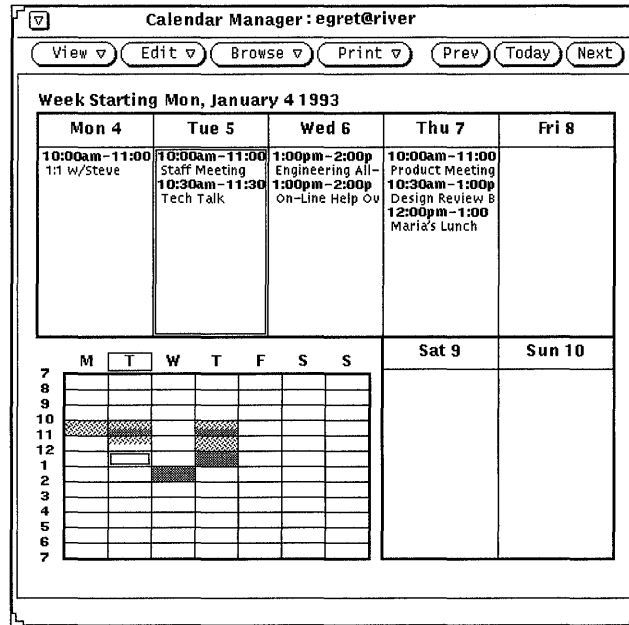 Calendar Manager : egret@river
View Edit Browse Print Prev Today Next
Week Starting Mon, January 4 1993
Mon 4 Tue 5 Wed 6 Thu 7 Fri 8
10:00am-11:00
1:1 w/Steve
10:00am-11:00
Staff Meeting
10:30am-11:30
Tech Talk
1:00pm-2:00p
Engineering All-
1:00pm-2:00p
On-Line Help Ov
10:00am-11:00
Product Meeting
10:30am-1:00p
Design Review B
12:00pm-1:00
Maria's Lunch
M T W T F S S
7
8
9
10
11
12
1
2
3
4
5
6
7
Sat 9 Sun 10